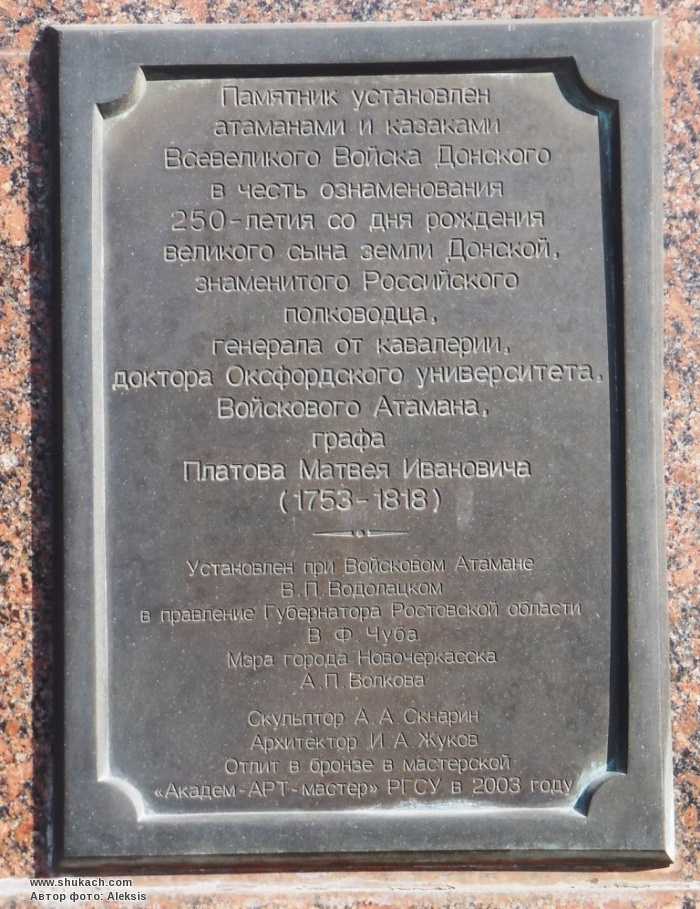 Памятник установлен
атаманами и казаками
Всевеликого Войска Донского
в честь ознаменования
250-летия со дня рождения
великого сына земли Донской,
знаменитого Российского
полководца,
генерала от кавалерии,
доктора Оксфордского университета,
Войскового Атамана,
графа
Платова Матвея Ивановича
(1753-1818)
Установлен при Войсковом Атамане
В.П.Водолацком
в правление Губернатора Ростовской области
В Ф Чуба
Мэра города Новочеркасска
А.П.Волкова
Скульптор А.А.Скнарин
Архитектор И.А.Жуков
Отлит в бронзе в мастерской
«Академ-АРТ-мастер» РГСУ в 2003 году
www.shukach.com
Автор фото: Aleksis